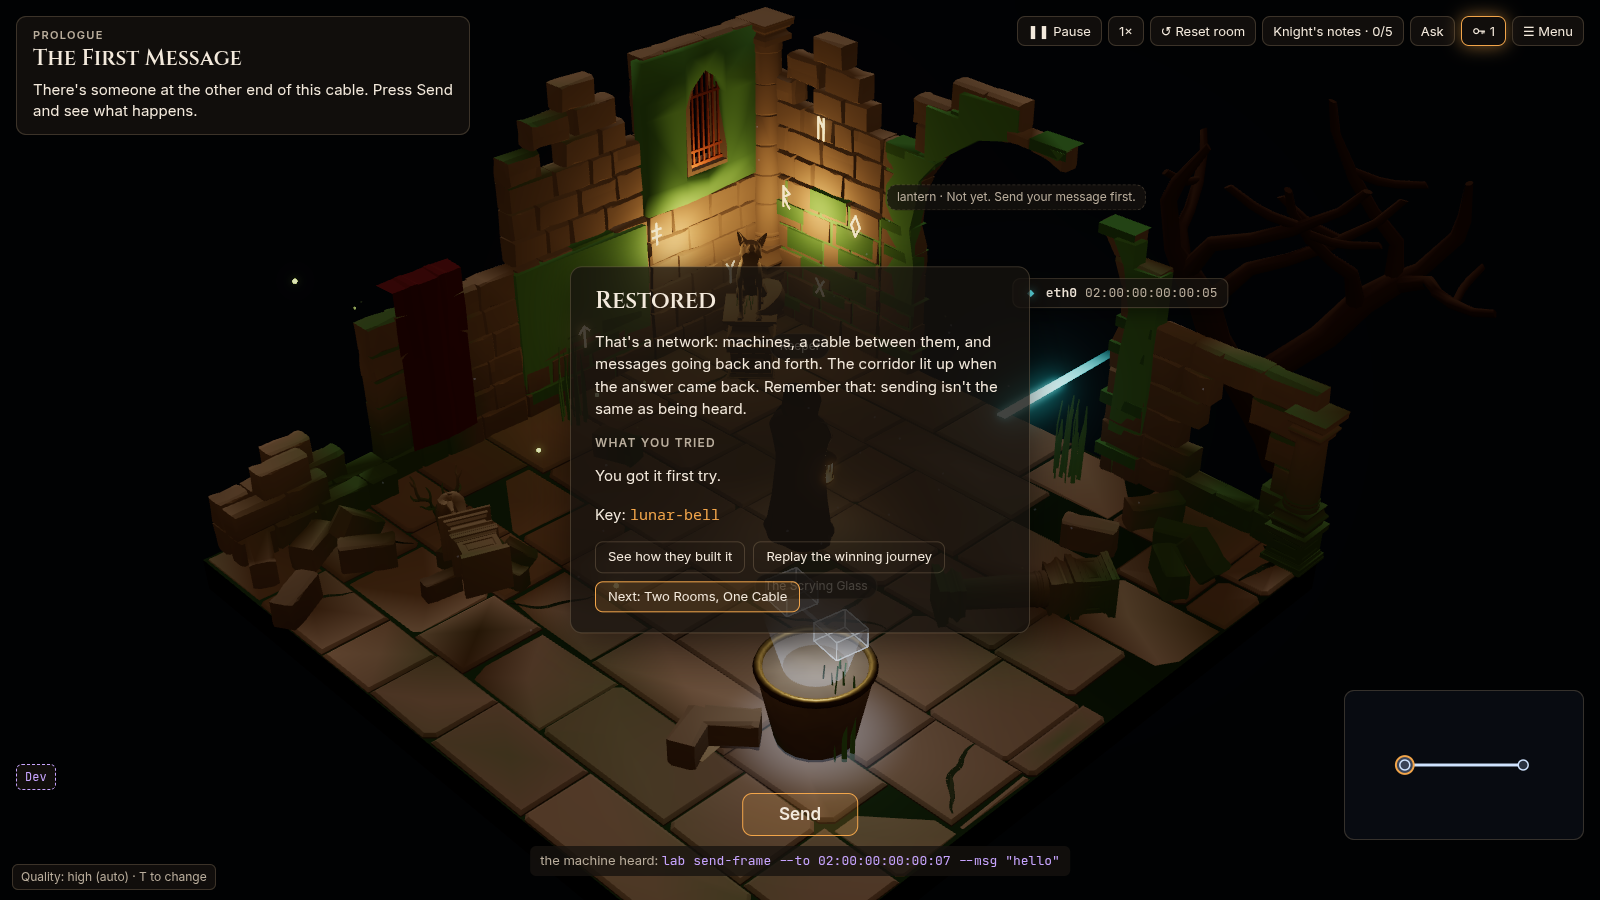 PROLOGUE
The First Message
There's someone at the other end of this cable. Press Send
and see what happens.
Pause
1×
↺ Reset room
Knight's notes · 0/5
Ask
1
☰ Menu
lantern · Not yet. Send your message first.
eth0 02:00:00:00:00:05
Restored
That's a network: machines, a cable between them, and
messages going back and forth. The corridor lit up when
the answer came back. Remember that: sending isn't the
same as being heard.
WHAT YOU TRIED
You got it first try.
Key: lunar-bell
See how they built it
Replay the winning journey
The Scrying Glass
Next: Two Rooms, One Cable
Dev
Send
the machine heard: lab send-frame --to 02:00:00:00:00:07 --msg "hello"
Quality: high (auto) · T to change